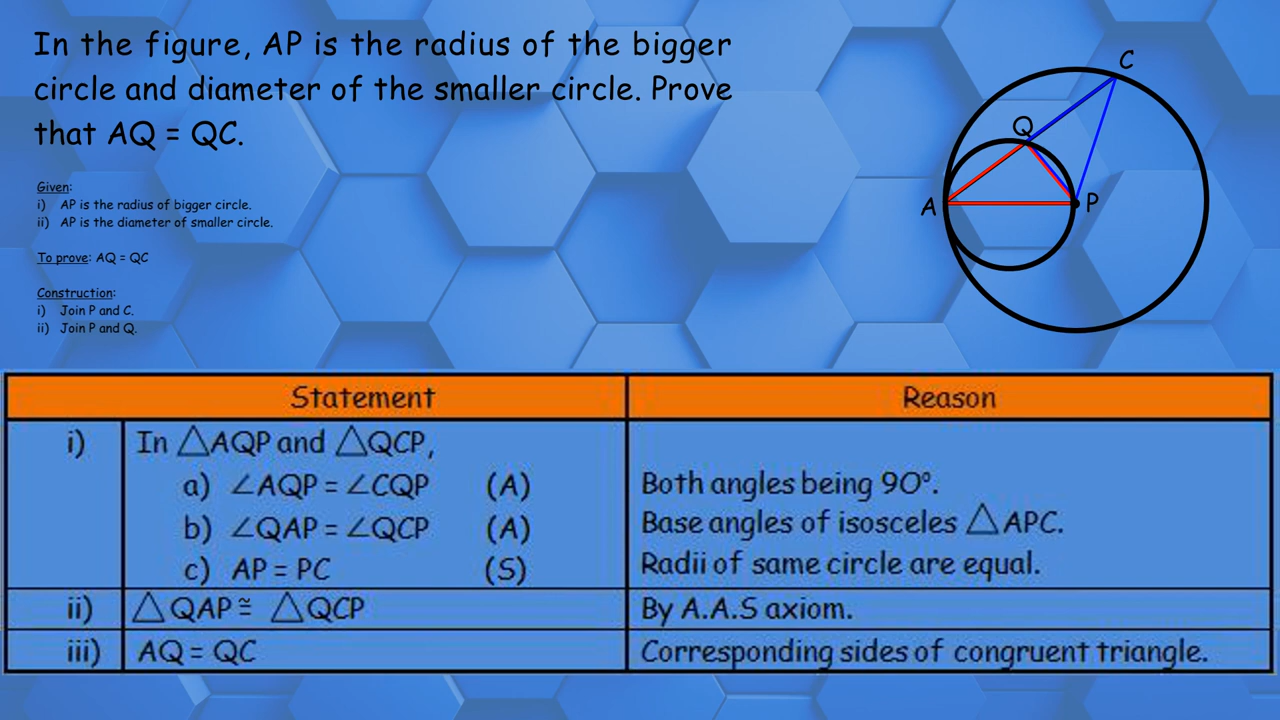 In the figure, AP is the radius of the bigger
circle and diameter of the smaller circle. Prove
that AQ = QC.
Given:
i) AP is the radius of bigger circle.
ii) AP is the diameter of smaller circle.
To prove: AQ = QC
Construction:
i) Join P and C.
ii) Join P and Q.
C
Q
A
P
Statement Reason
i) In △AQP and △QCP,
a) ∠AQP = ∠CQP (A) Both angles being 90°.
b) ∠QAP = ∠QCP (A) Base angles of isosceles △APC.
c) AP = PC (S) Radii of same circle are equal.
ii) △QAP ≅ △QCP By A.A.S axiom.
iii) AQ = QC Corresponding sides of congruent triangle.